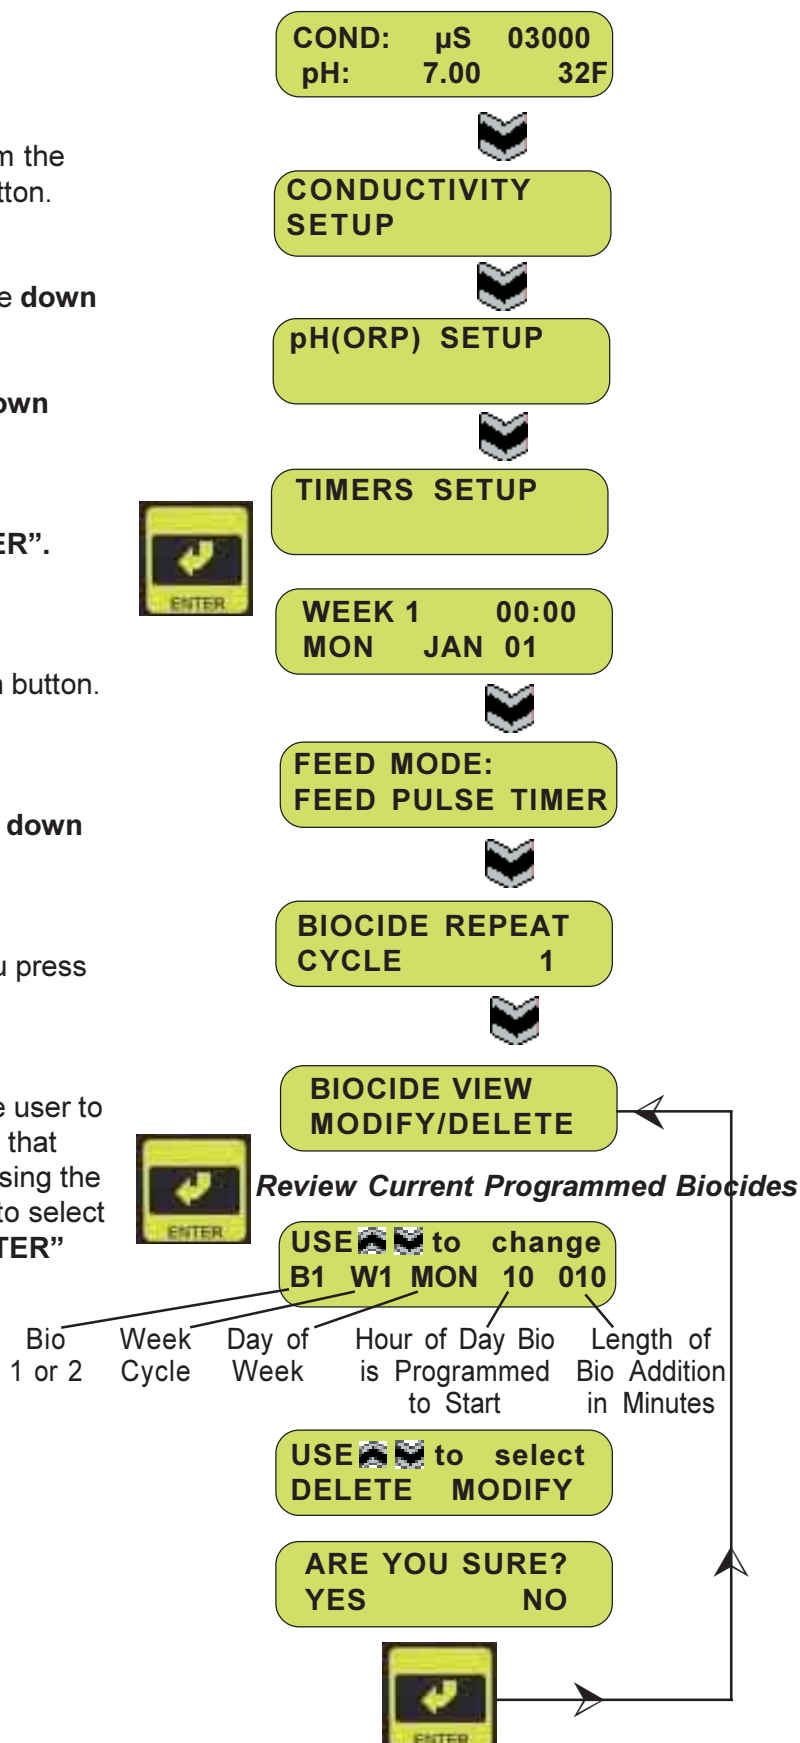 COND: µS 03000
pH: 7.00 32F
m the
tton.
CONDUCTIVITY
SETUP
e down
pH(ORP) SETUP
own
TIMERS SETUP
ER”.
ENTER
WEEK 1 00:00
MON JAN 01
n button.
FEED MODE:
FEED PULSE TIMER
down
BIOCIDE REPEAT
CYCLE 1
u press
BIOCIDE VIEW
MODIFY/DELETE
e user to
that
sing the
to select
TER”
ENTER
Review Current Programmed Biocides
USE to change
B1 W1 MON 10 010
Bio
1 or 2
Week
Cycle
Day of
Week
Hour of Day Bio
is Programmed
to Start
Length of
Bio Addition
in Minutes
USE to select
DELETE MODIFY
ARE YOU SURE?
YES NO
ENTER